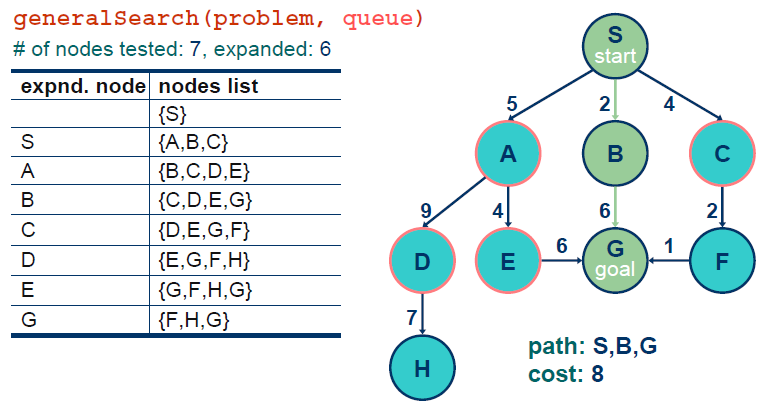 generalSearch(problem, queue)
# of nodes tested: 7, expanded: 6
expnd. node nodes list
{S}
S {A,B,C}
A {B,C,D,E}
B {C,D,E,G}
C {D,E,G,F}
D {E,G,F,H}
E {G,F,H,G}
G {F,H,G}
S
start
5 2 4
A B C
9 4 6 2
D E 6 G 1 F
goal
7
H
path: S,B,G
cost: 8